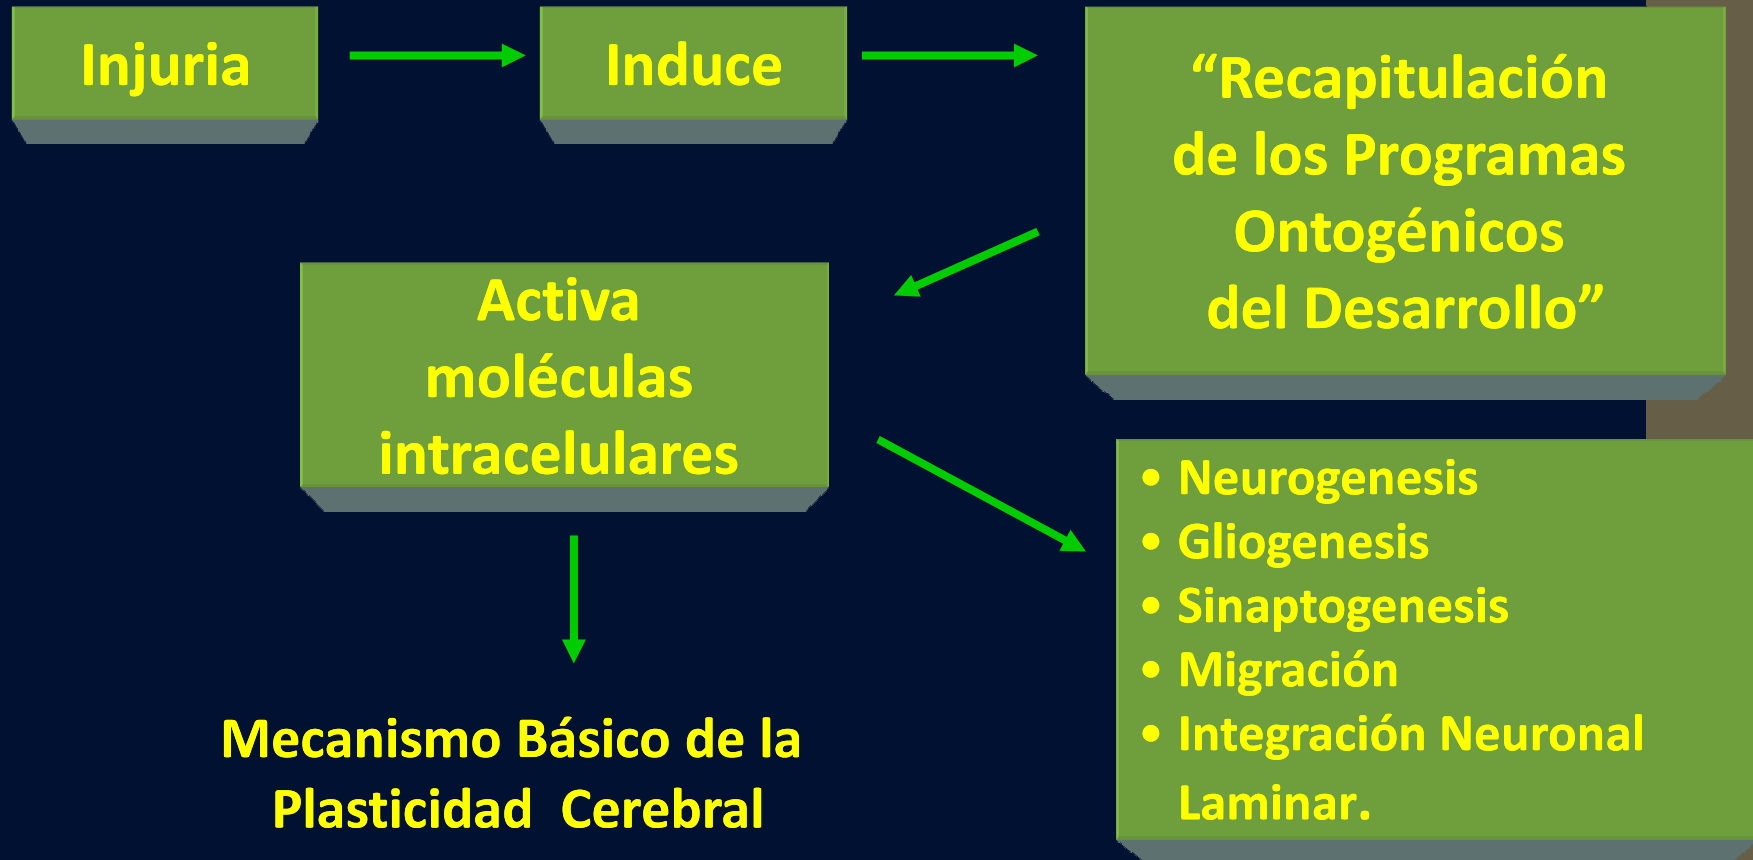 Injuria
Induce
“Recapitulación
de los Programas
Ontogénicos
del Desarrollo”
Activa
moléculas
intracelulares
• Neurogenesis
• Gliogenesis
• Sinaptogenesis
• Migración
• Integración Neuronal
Laminar.
Mecanismo Básico de la
Plasticidad Cerebral